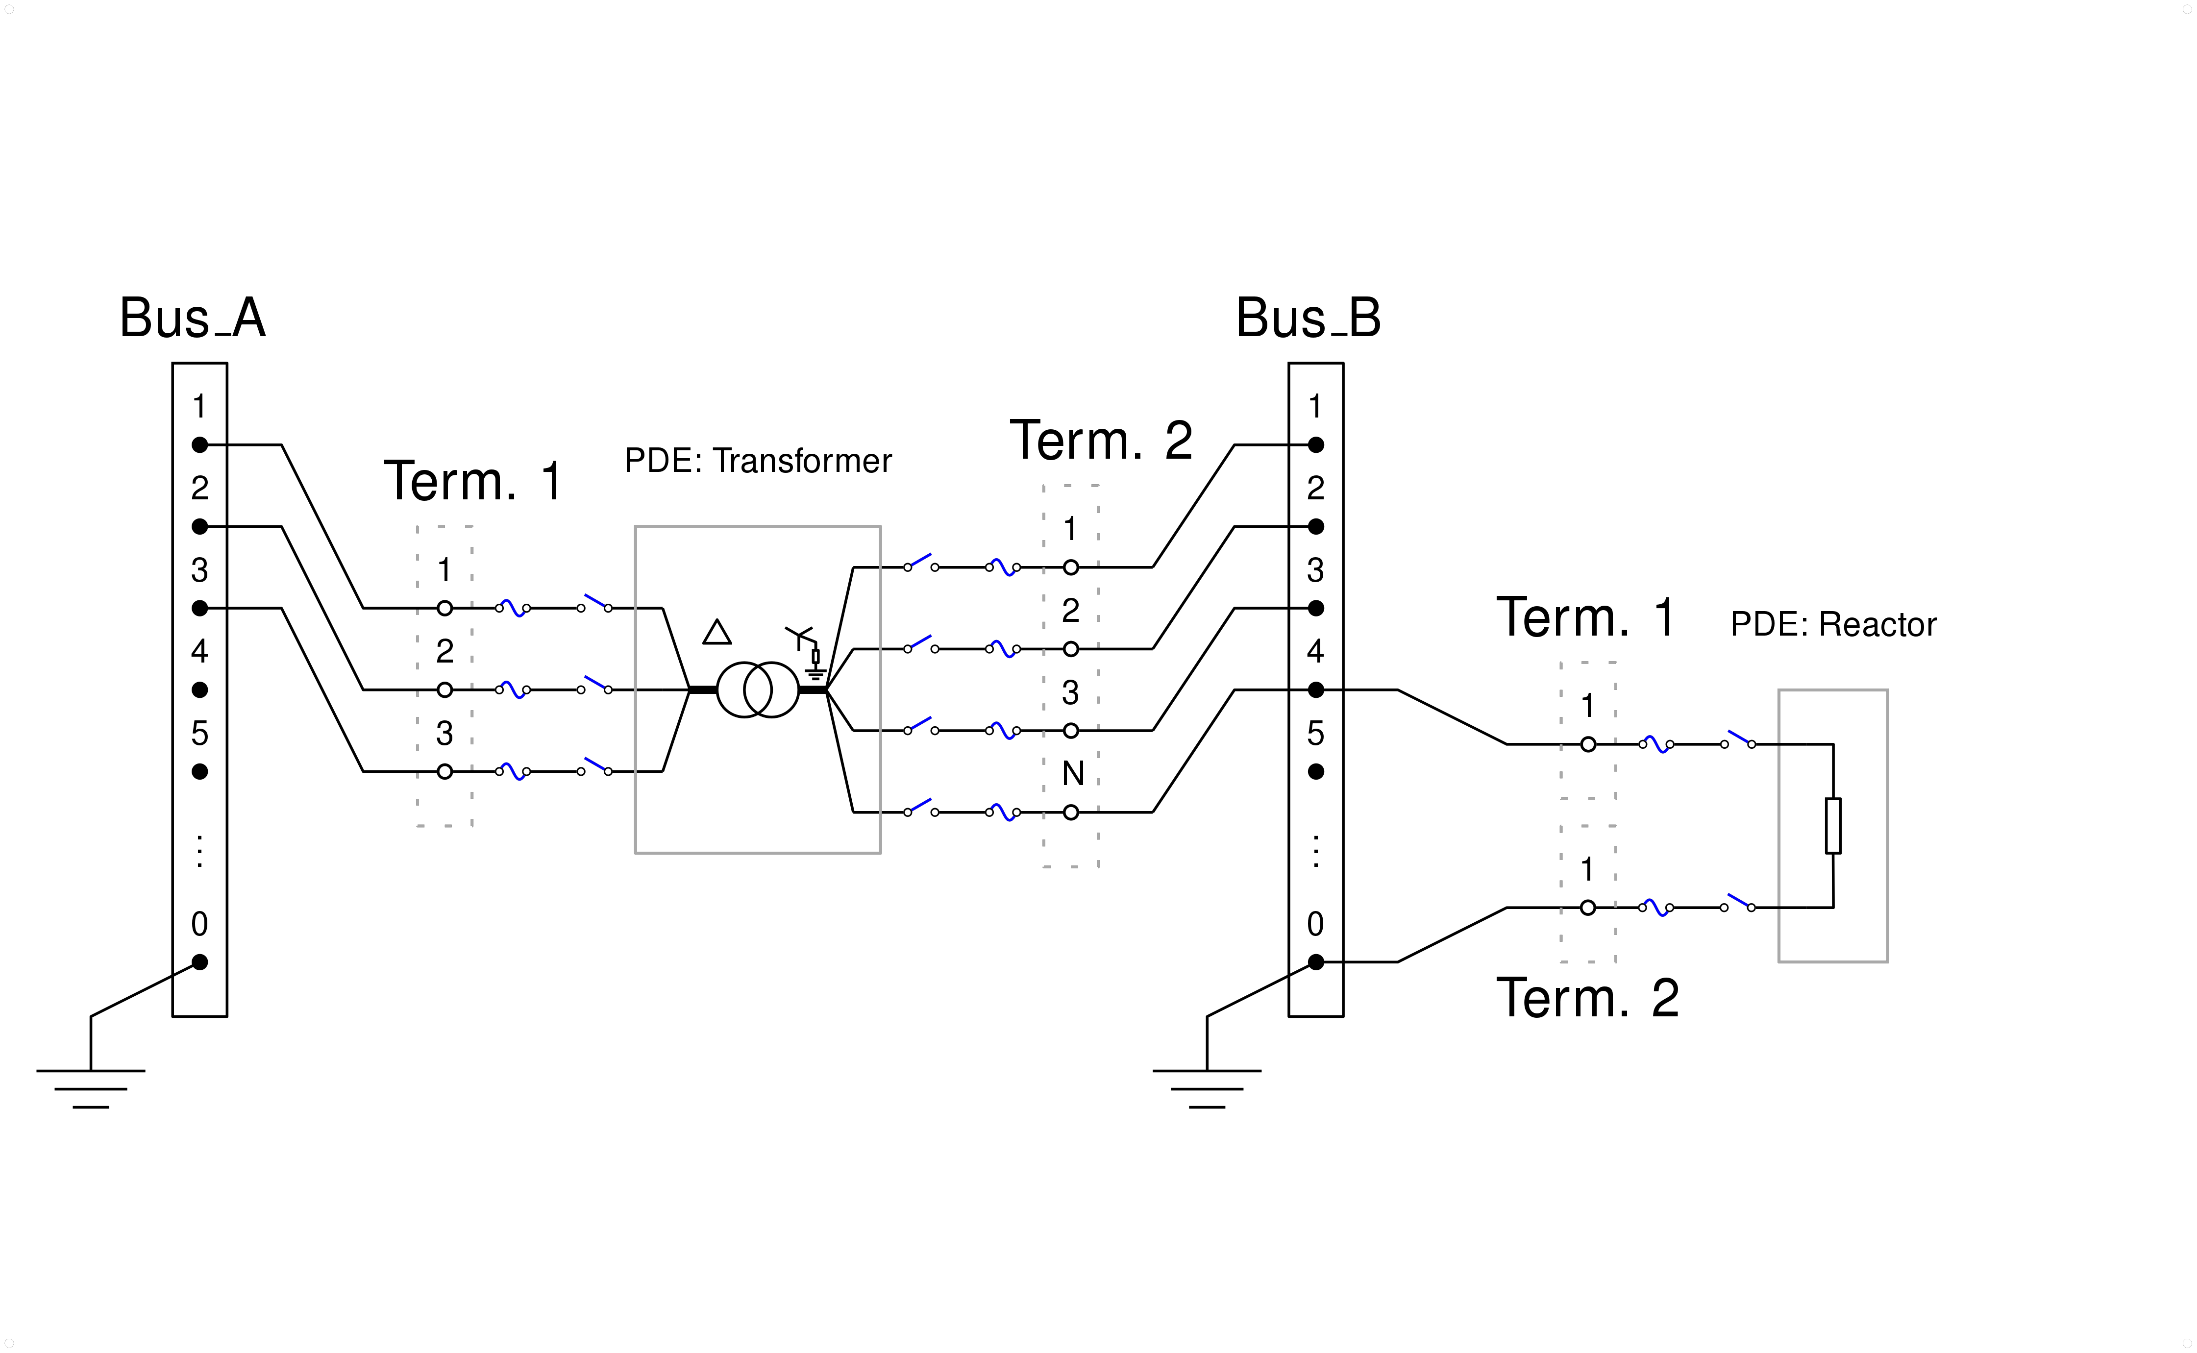 Bus_A
1
2
3
4
5
⋮
0
Term. 1
1
2
3
PDE: Transformer
Term. 2
1
2
3
N
Bus_B
1
2
3
4
5
⋮
0
Term. 1
1
PDE: Reactor
1
Term. 2